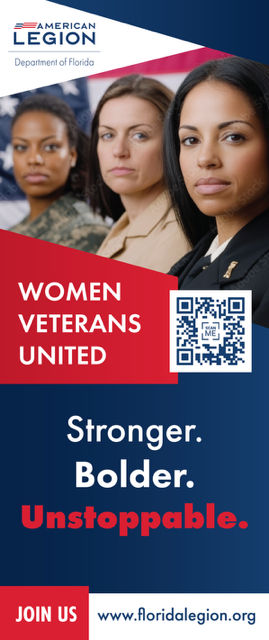 AMERICAN
LEGION
Department of Florida
WOMEN
VETERANS
UNITED
SCAN
ME
Stronger.
Bolder.
Unstoppable.
JOIN US
www.floridalegion.org